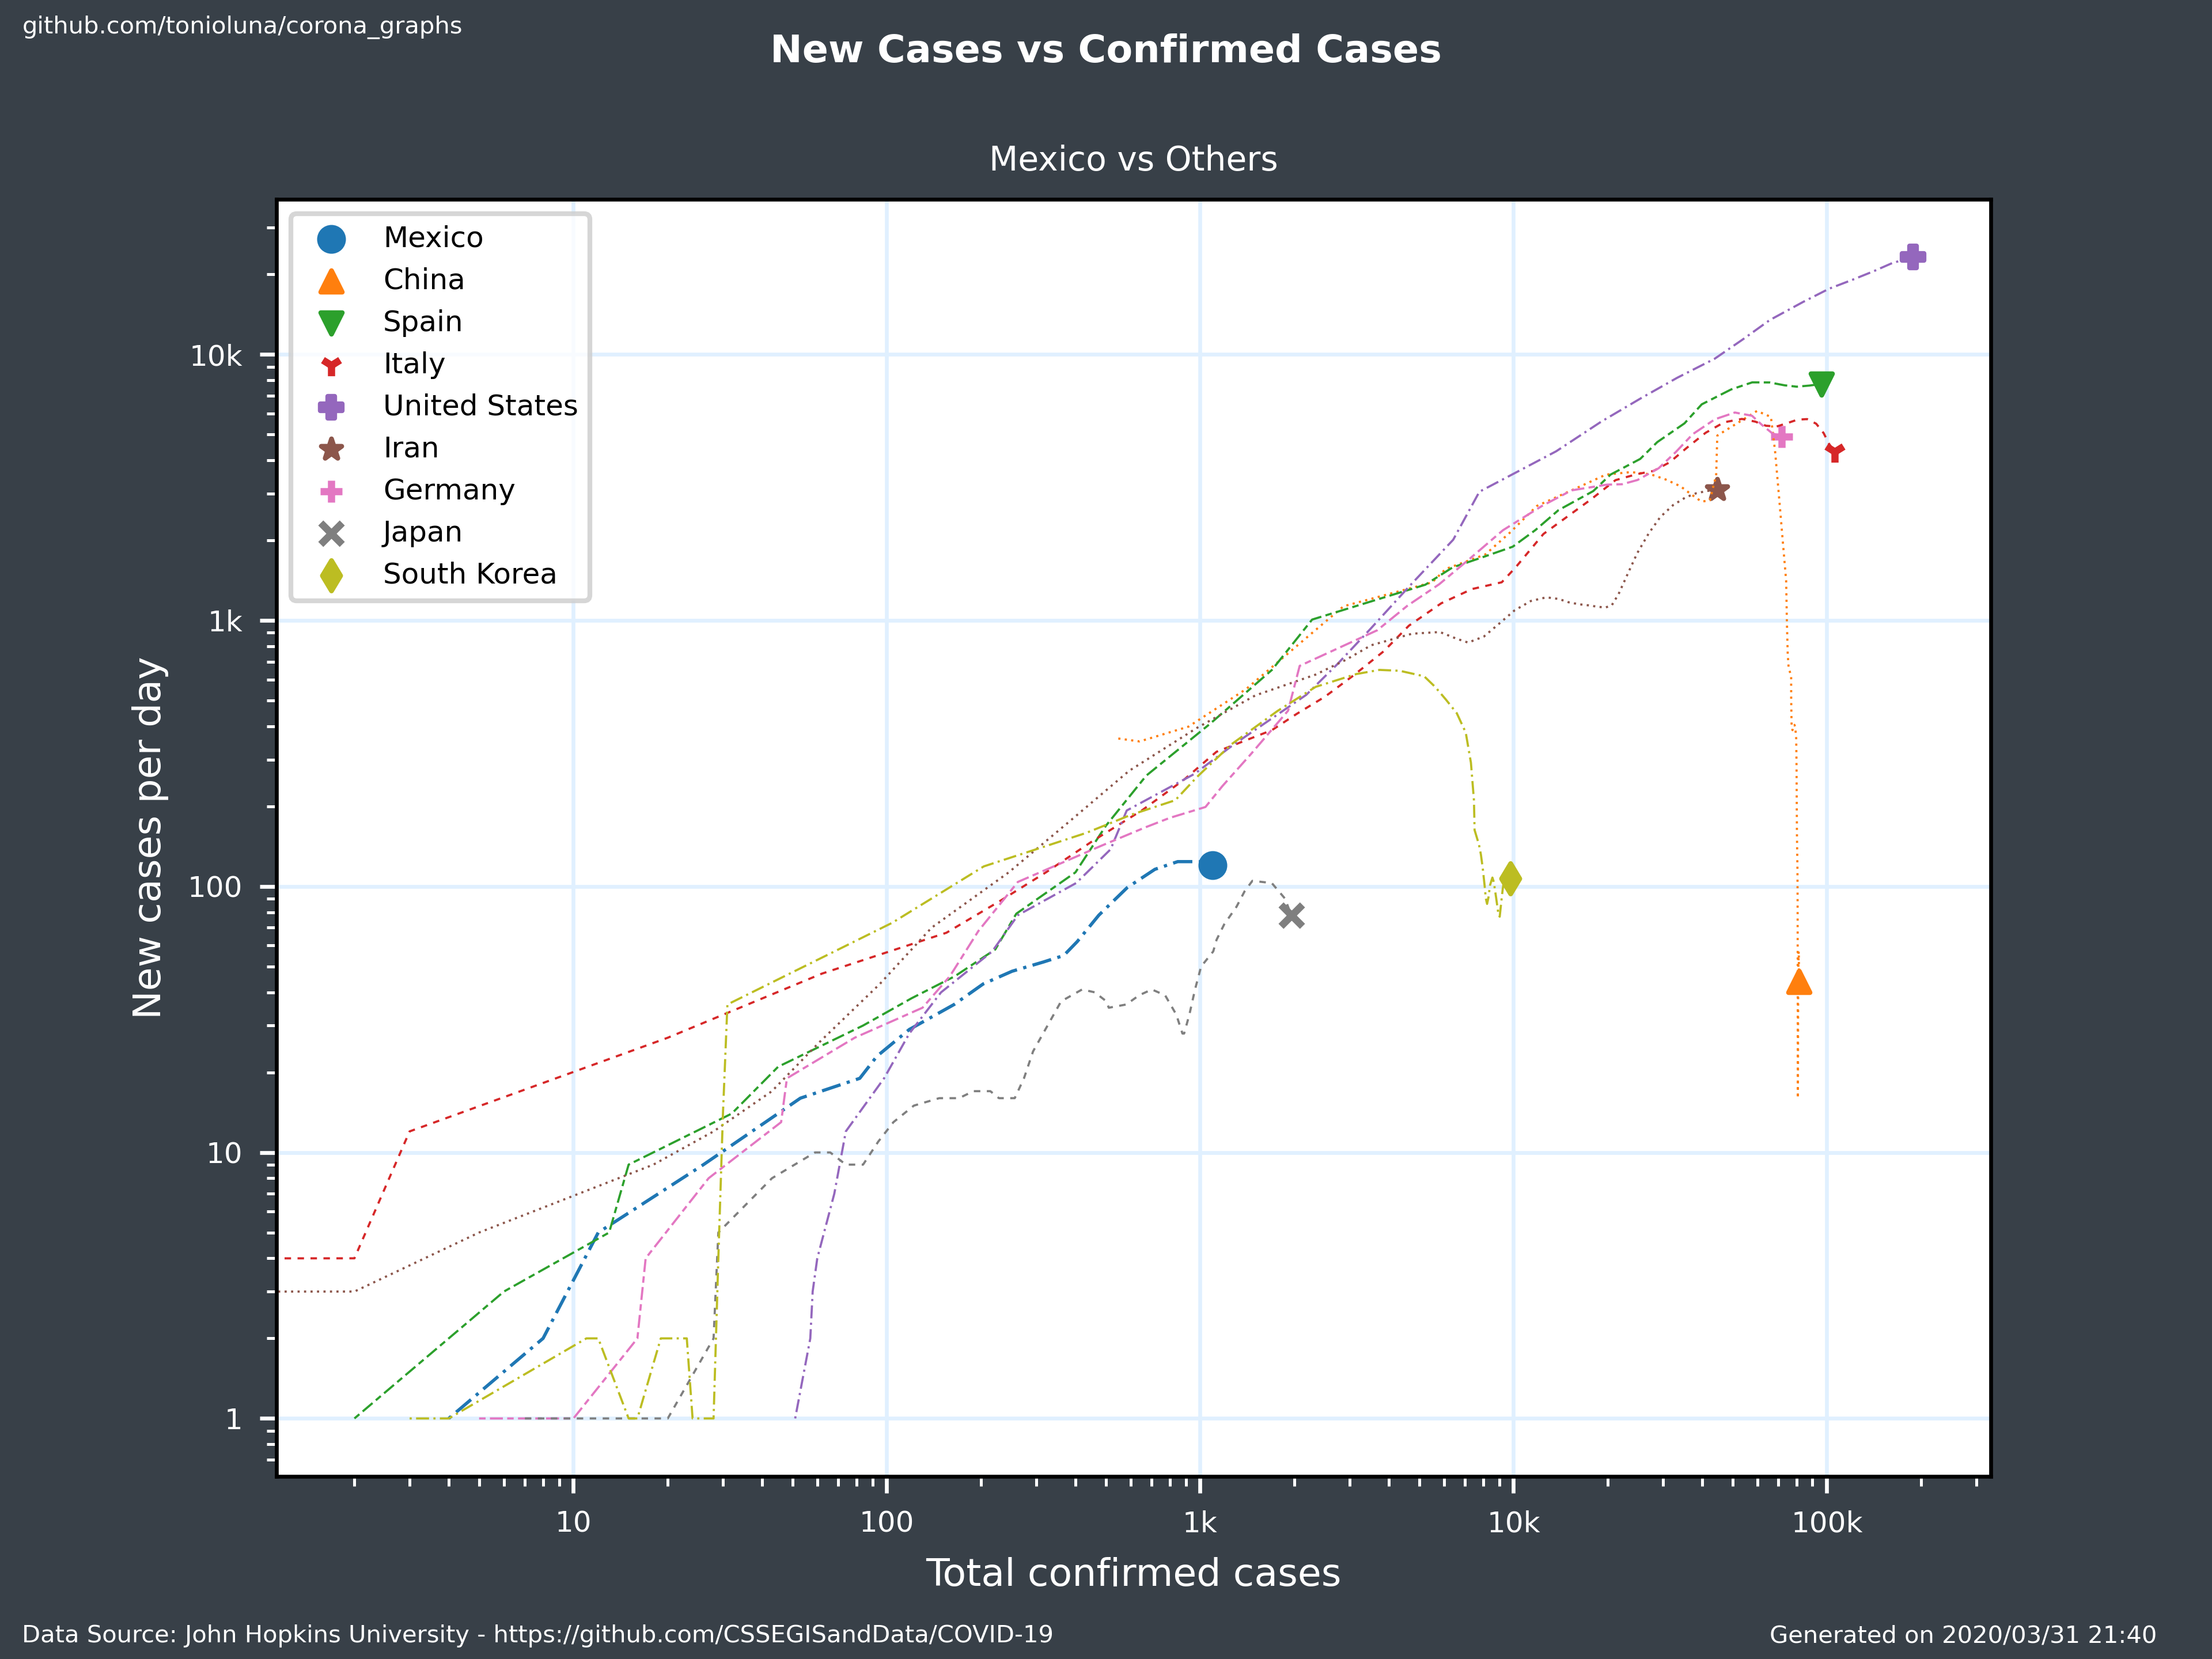 github.com/tonioluna/corona_graphs
New Cases vs Confirmed Cases
Mexico vs Others
Mexico
China
Spain
Italy
United States
Iran
Germany
Japan
South Korea
New cases per day
10k
1k
100
10
1
10 100 1k 10k 100k
Total confirmed cases
Data Source: John Hopkins University - https://github.com/CSSEGISandData/COVID-19
Generated on 2020/03/31 21:40